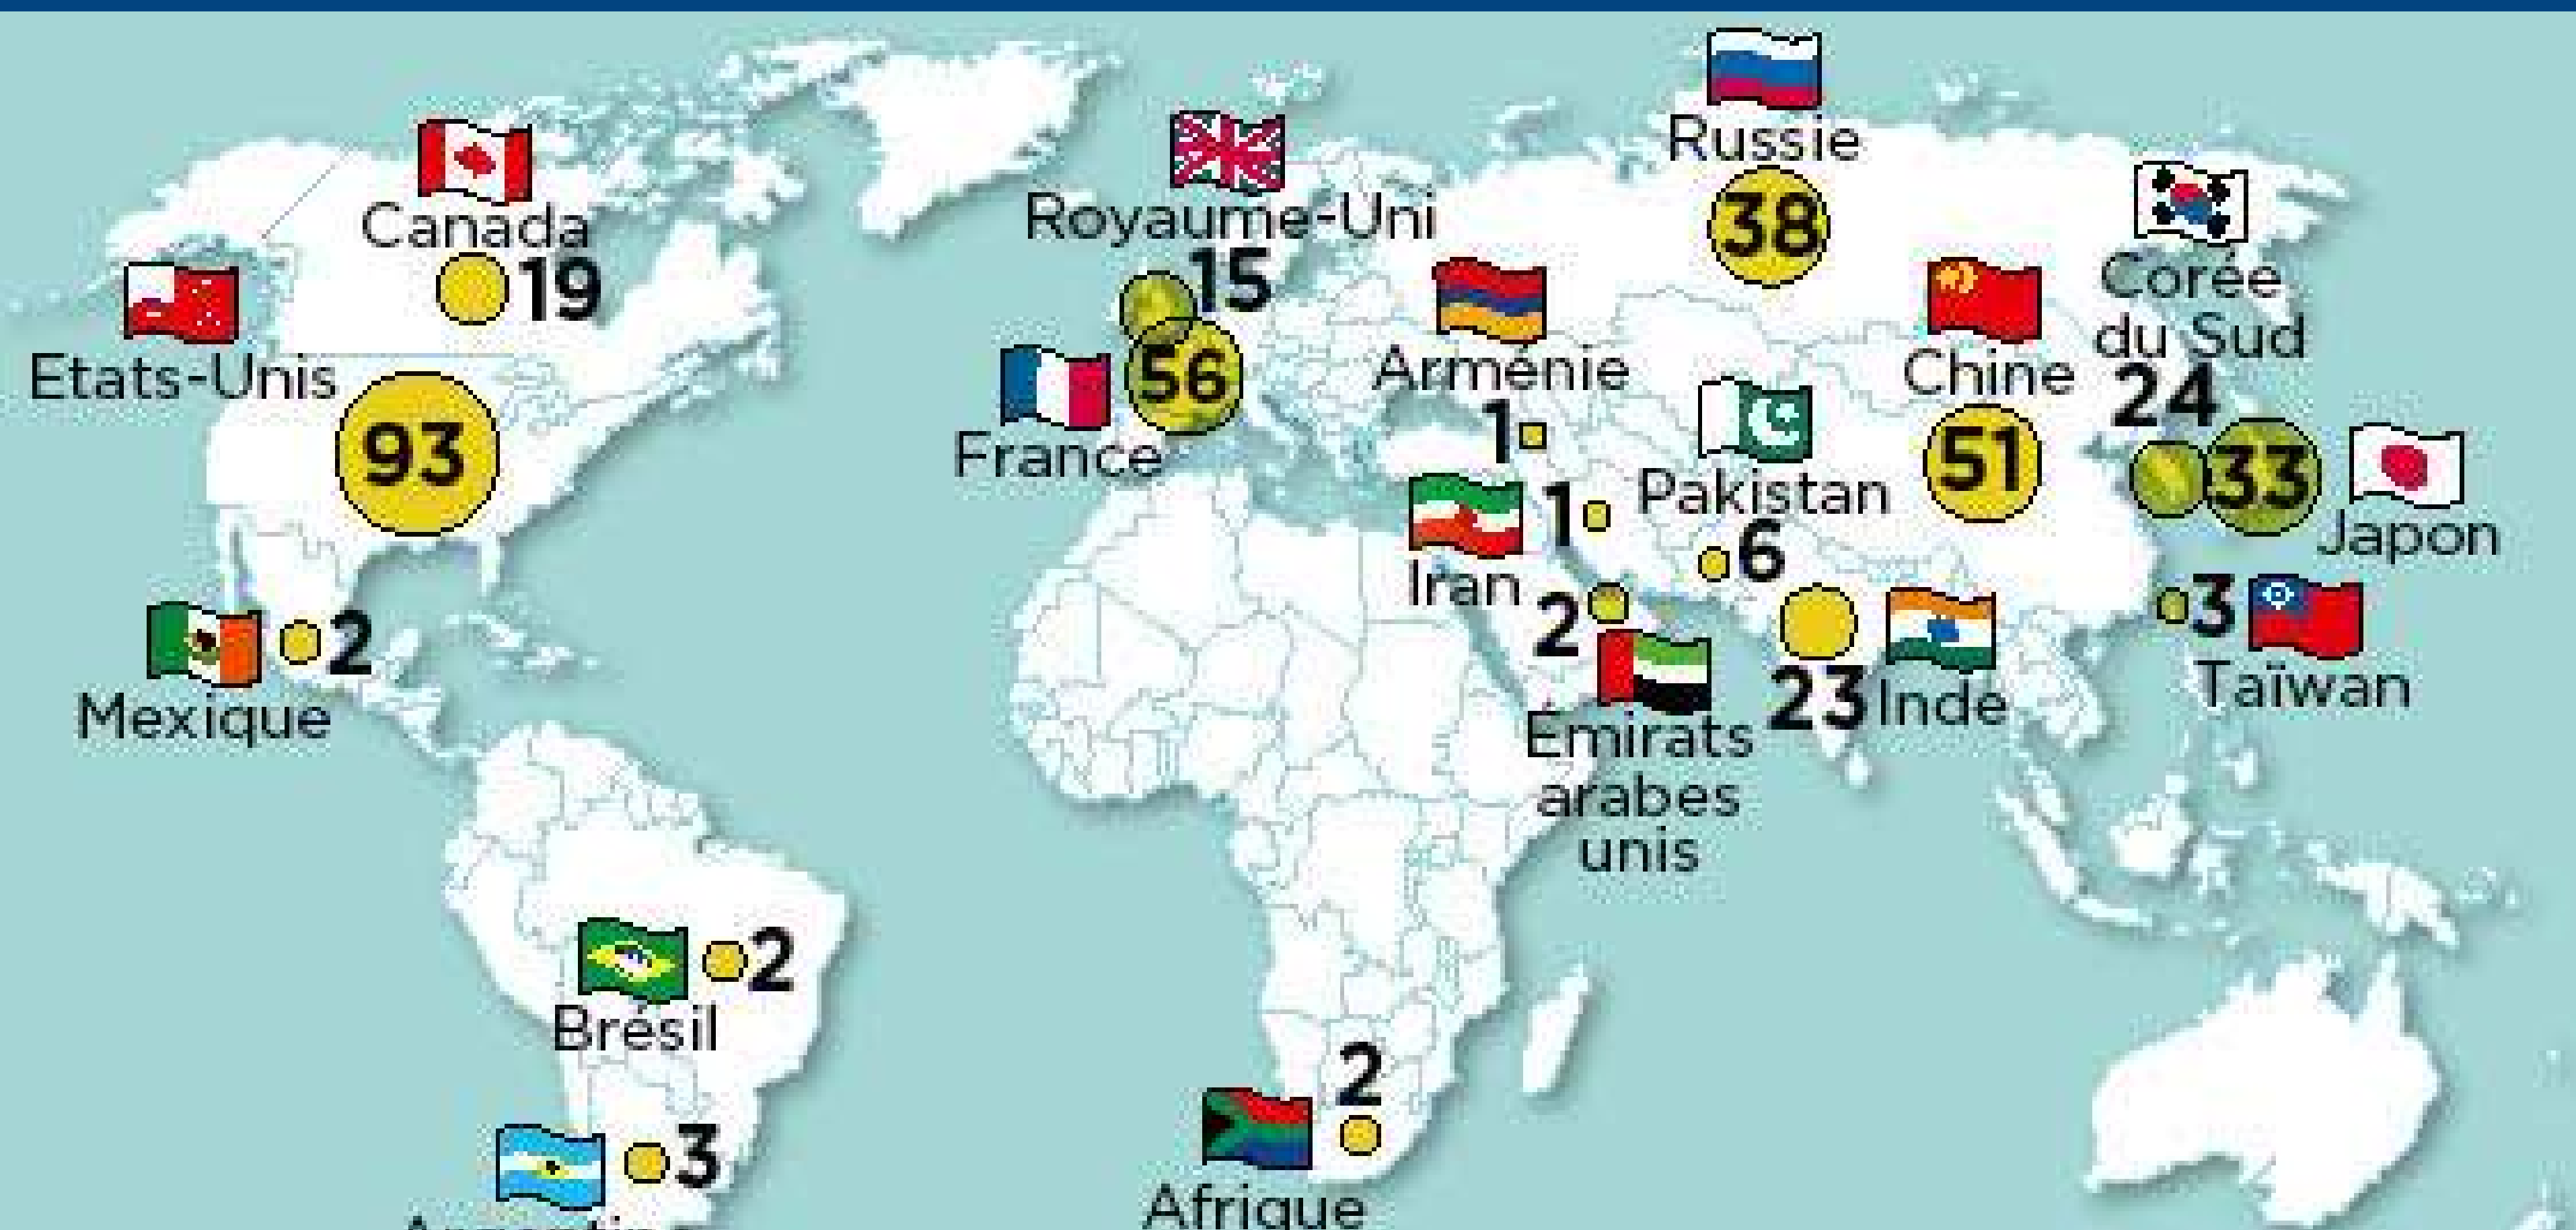 Russie
38
Canada
19
Royaume-Uni
15
Corée
du Sud
24
Etats-Unis
93
France
56
Arménie
1
Chine
51
33
Japon
Iran
1
Pakistan
6
2
Émirats
arabes
unis
23
Inde
3
Taïwan
Mexique
2
Brésil
2
3
2
Afrique